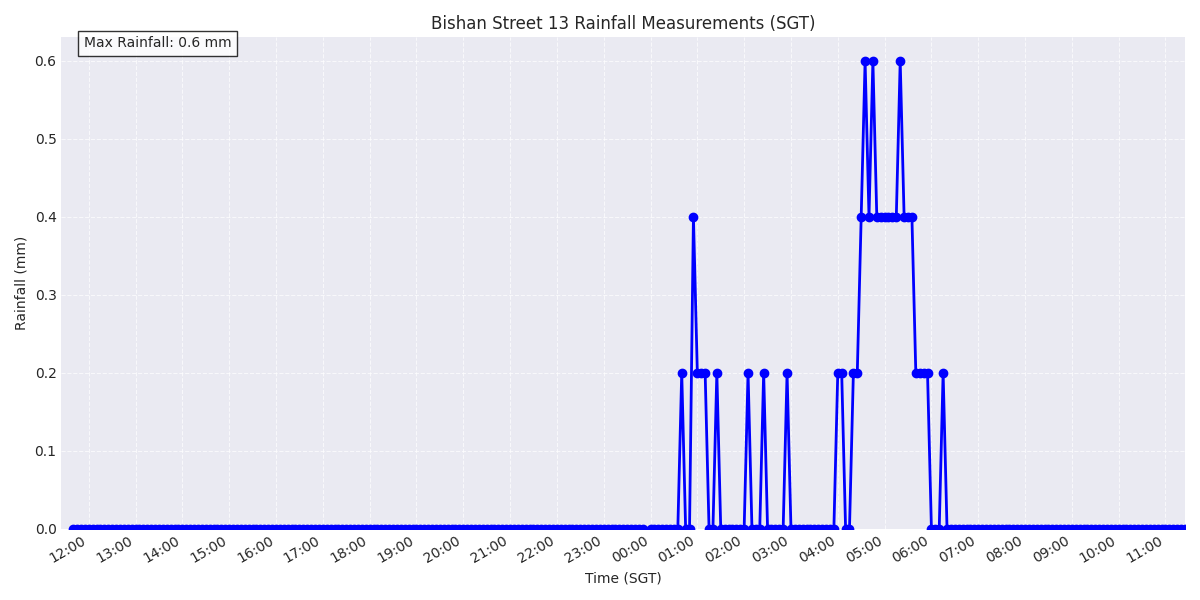 Bishan Street 13 Rainfall Measurements (SGT)
Max Rainfall: 0.6 mm
0.6
0.5
0.4
0.3
0.2
0.1
0.0
Rainfall (mm)
12:00 13:00 14:00 15:00 16:00 17:00 18:00 19:00 20:00 21:00 22:00 23:00 00:00 01:00 02:00 03:00 04:00 05:00 06:00 07:00 08:00 09:00 10:00 11:00
Time (SGT)